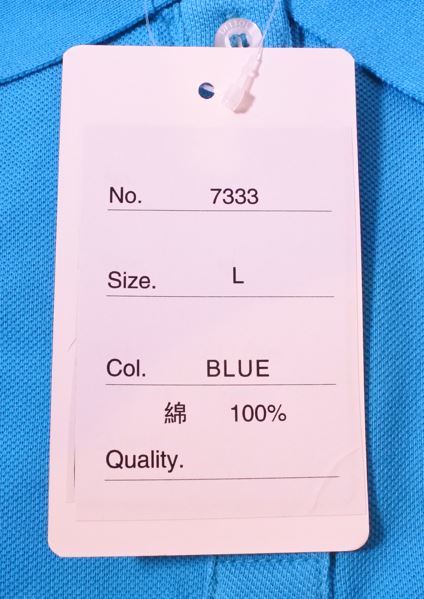 No. 7333
Size. L
Col. BLUE
綿 100%
Quality.